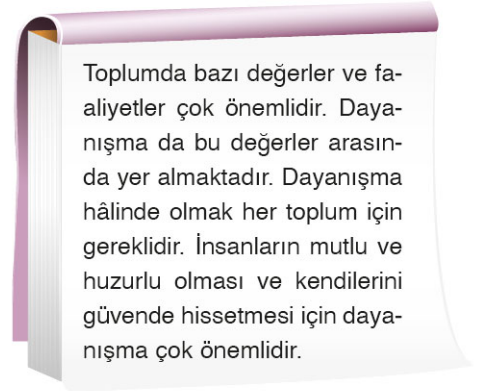 Toplumda bazı değerler ve fa-
aliyetler çok önemlidir. Daya-
nışma da bu değerler arasın-
da yer almaktadır. Dayanışma
hâlinde olmak her toplum için
gereklidir. İnsanların mutlu ve
huzurlu olması ve kendilerini
güvende hissetmesi için daya-
nışma çok önemlidir.